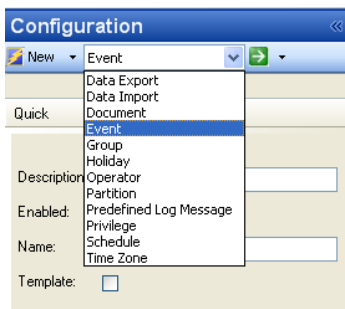 Configuration
New Event
Data Export
Data Import
Document
Event
Group
Holiday
Operator
Partition
Predefined Log Message
Privilege
Schedule
Time Zone
Quick
Description
Enabled:
Name:
Template: